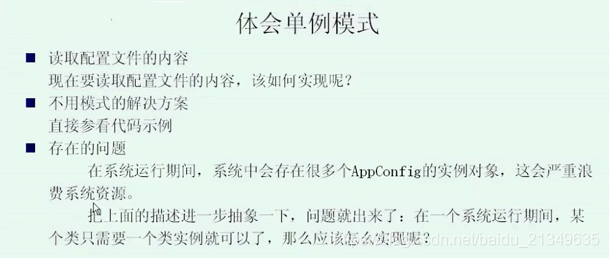 体会单例模式
读取配置文件的内容
现在要读取配置文件的内容，该如何实现呢？
不用模式的解决方案
直接参看代码示例
存在的问题
在系统运行期间，系统中会存在很多个AppConfig的实例对象，这会严重浪
费系统资源。
把上面的描述进一步抽象一下，问题就出来了：在一个系统运行期间，某
个类只需要一个类实例就可以了，那么应该怎么实现呢？
csdn.net/baidu_21349635